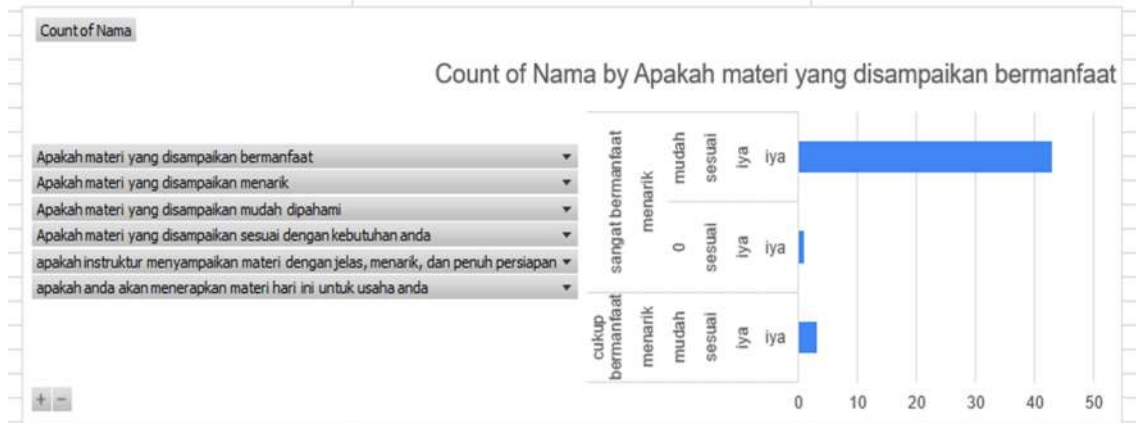 Count of Nama
Count of Nama by Apakah materi yang disampaikan bermanfaat
Apakah materi yang disampaikan bermanfaat
Apakah materi yang disampaikan menarik
Apakah materi yang disampaikan mudah dipahami
Apakah materi yang disampaikan sesuai dengan kebutuhan anda
apakah instruktur menyampaikan materi dengan jelas, menarik, dan penuh persiapan
apakah anda akan menerapkan materi hari ini untuk usaha anda
sangat bermanfaat
menarik
mudah
sesuai
iya
iya
0
sesuai
iya
iya
cukup
bermanfaat
menarik
mudah
sesuai
iya
iya
0 10 20 30 40 50
+ −